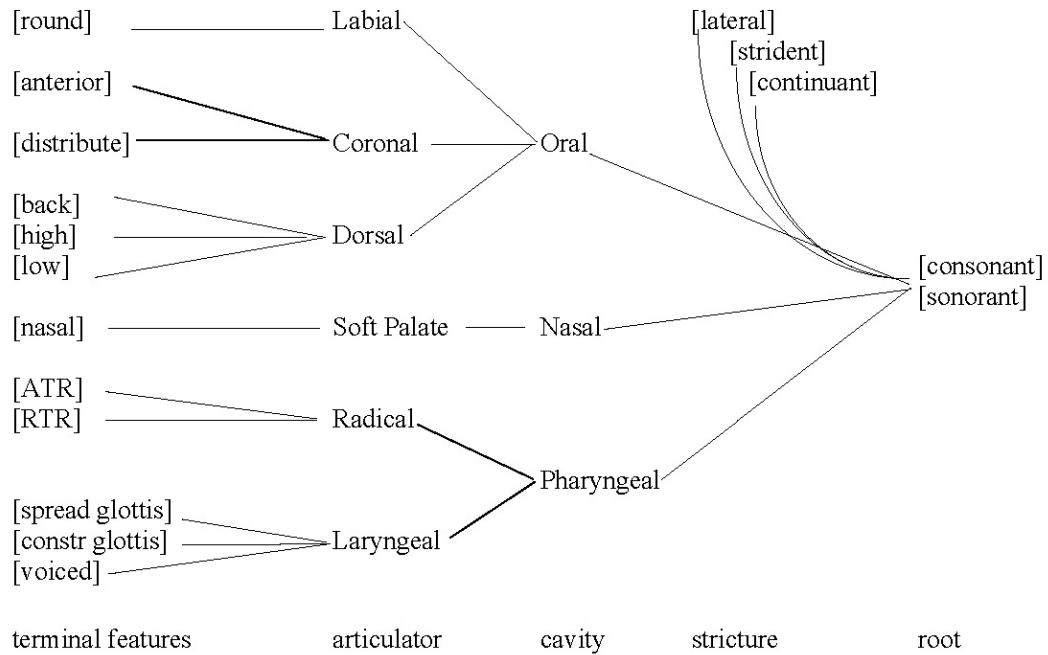 [round] Labial [lateral]
[strident]
[anterior] [continuant]
[distribute] Coronal Oral
[back]
[high] Dorsal
[low] [consonant]
[sonorant]
[nasal] Soft Palate Nasal
[ATR]
[RTR] Radical
Pharyngeal
[spread glottis]
[constr glottis] Laryngeal
[voiced]
terminal features articulator cavity stricture root